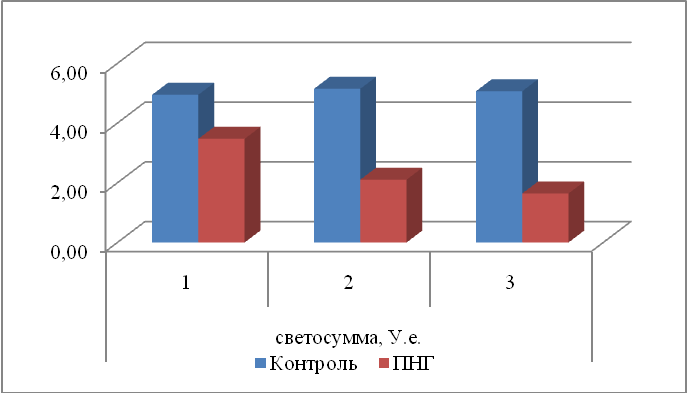 6,00
4,00
2,00
0,00
1 2 3
светосумма, У.е.
Контроль ПНГ